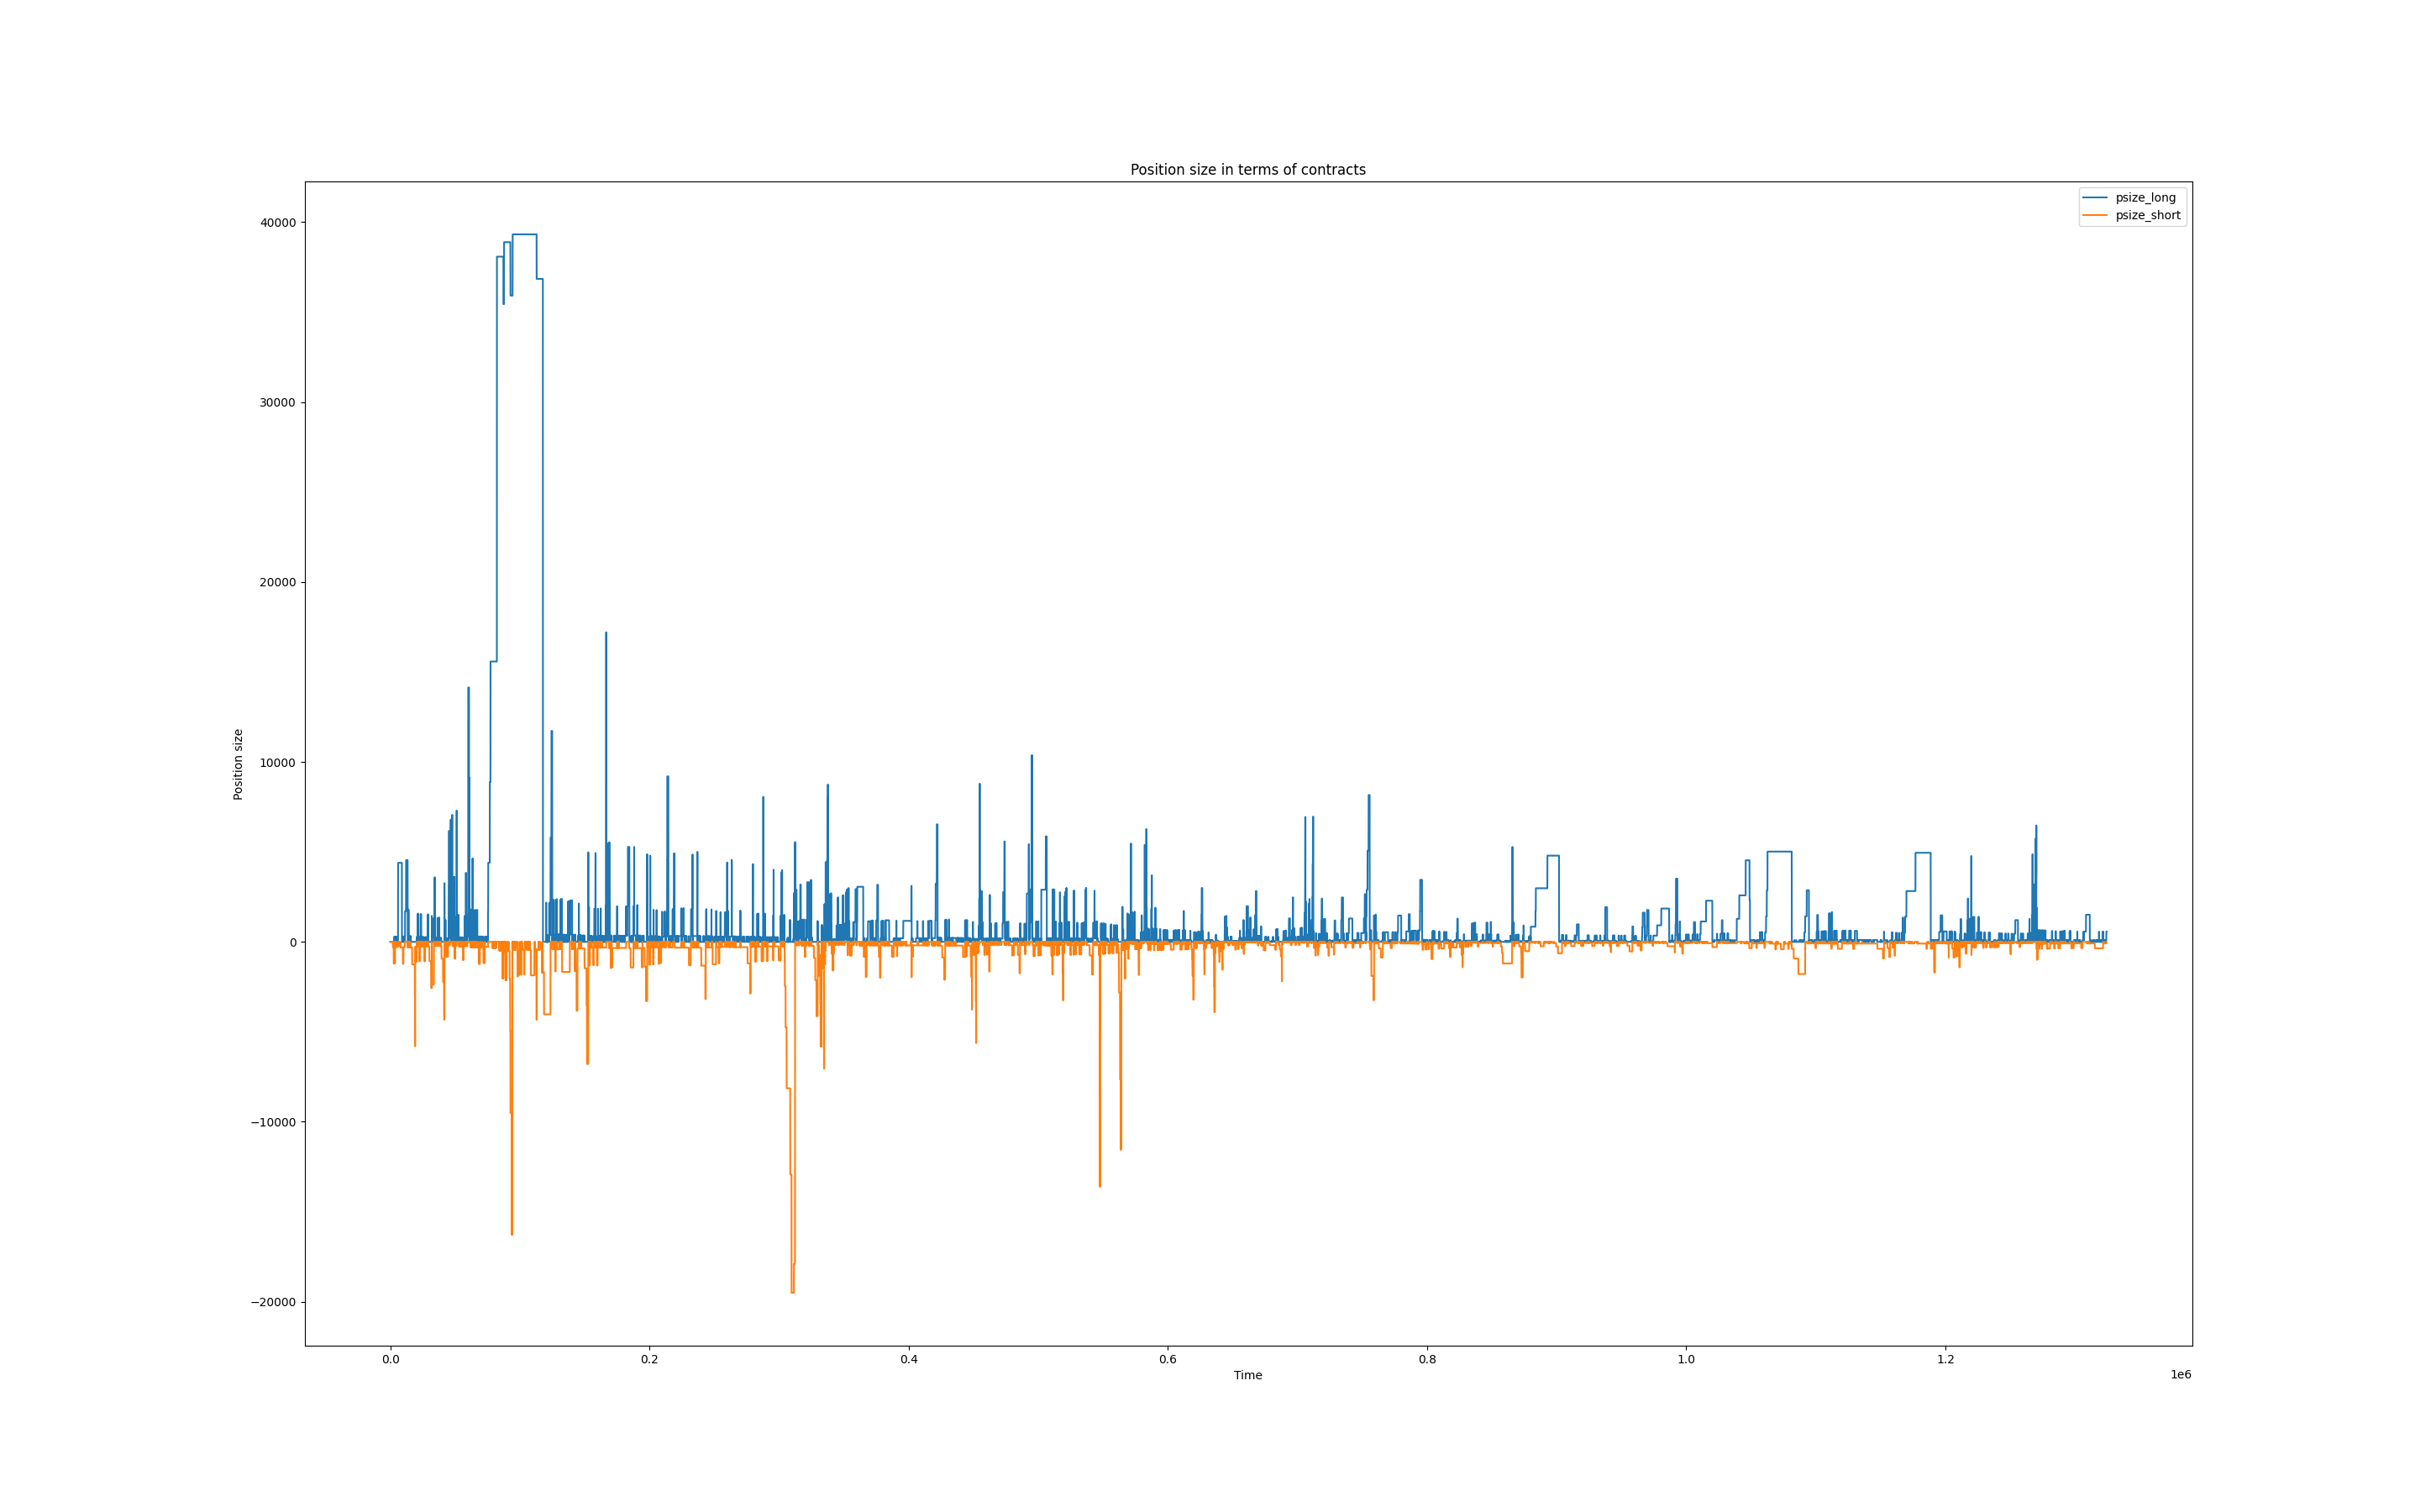 Position size in terms of contracts
psize_long
psize_short
40000
30000
20000
10000
0
−10000
−20000
Position size
0.0
0.2
0.4
0.6
0.8
1.0
1.2
1e6
Time